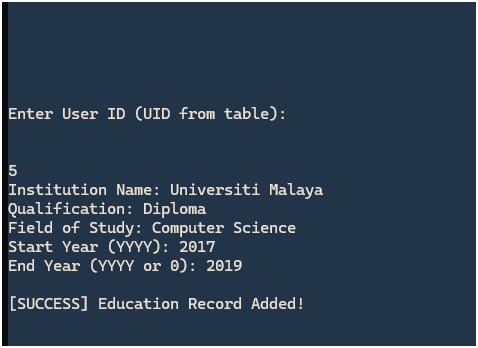 Enter User ID (UID from table):
5
Institution Name: Universiti Malaya
Qualification: Diploma
Field of Study: Computer Science
Start Year (YYYY): 2017
End Year (YYYY or 0): 2019
[SUCCESS] Education Record Added!